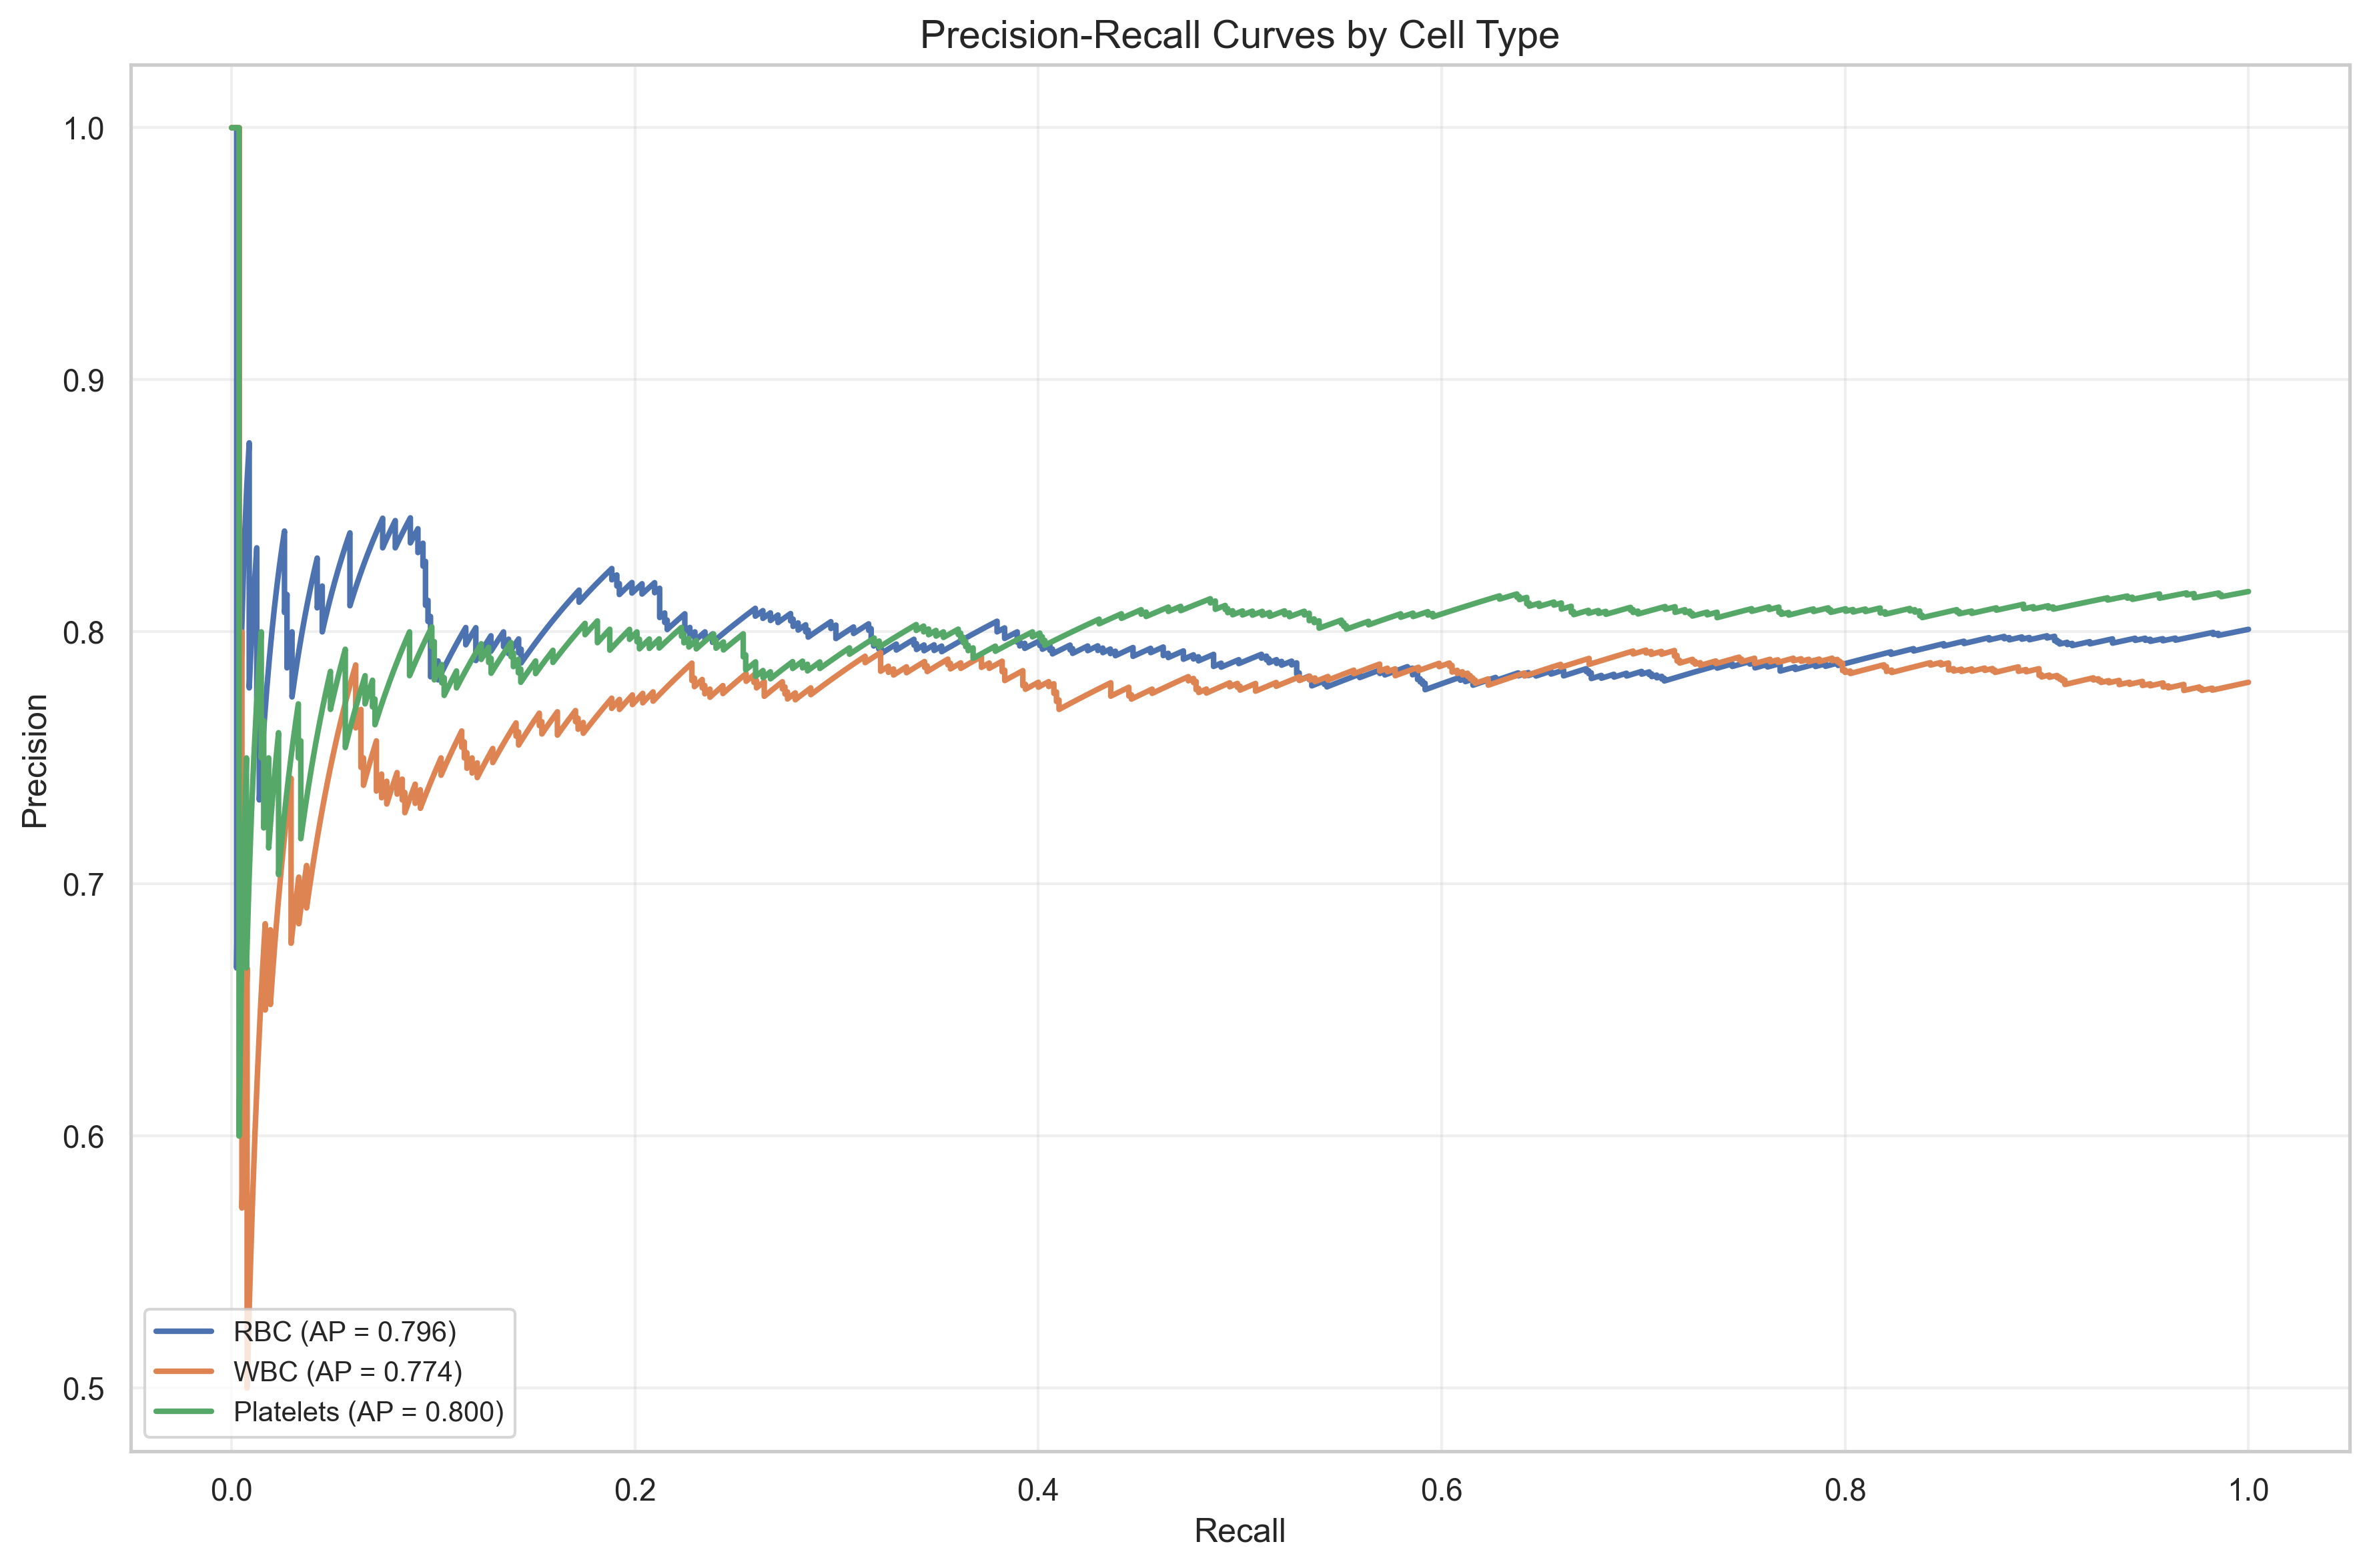 Precision-Recall Curves by Cell Type
1.0
0.9
0.8
0.7
0.6
0.5
Precision
RBC (AP = 0.796)
WBC (AP = 0.774)
Platelets (AP = 0.800)
0.0 0.2 0.4 0.6 0.8 1.0
Recall